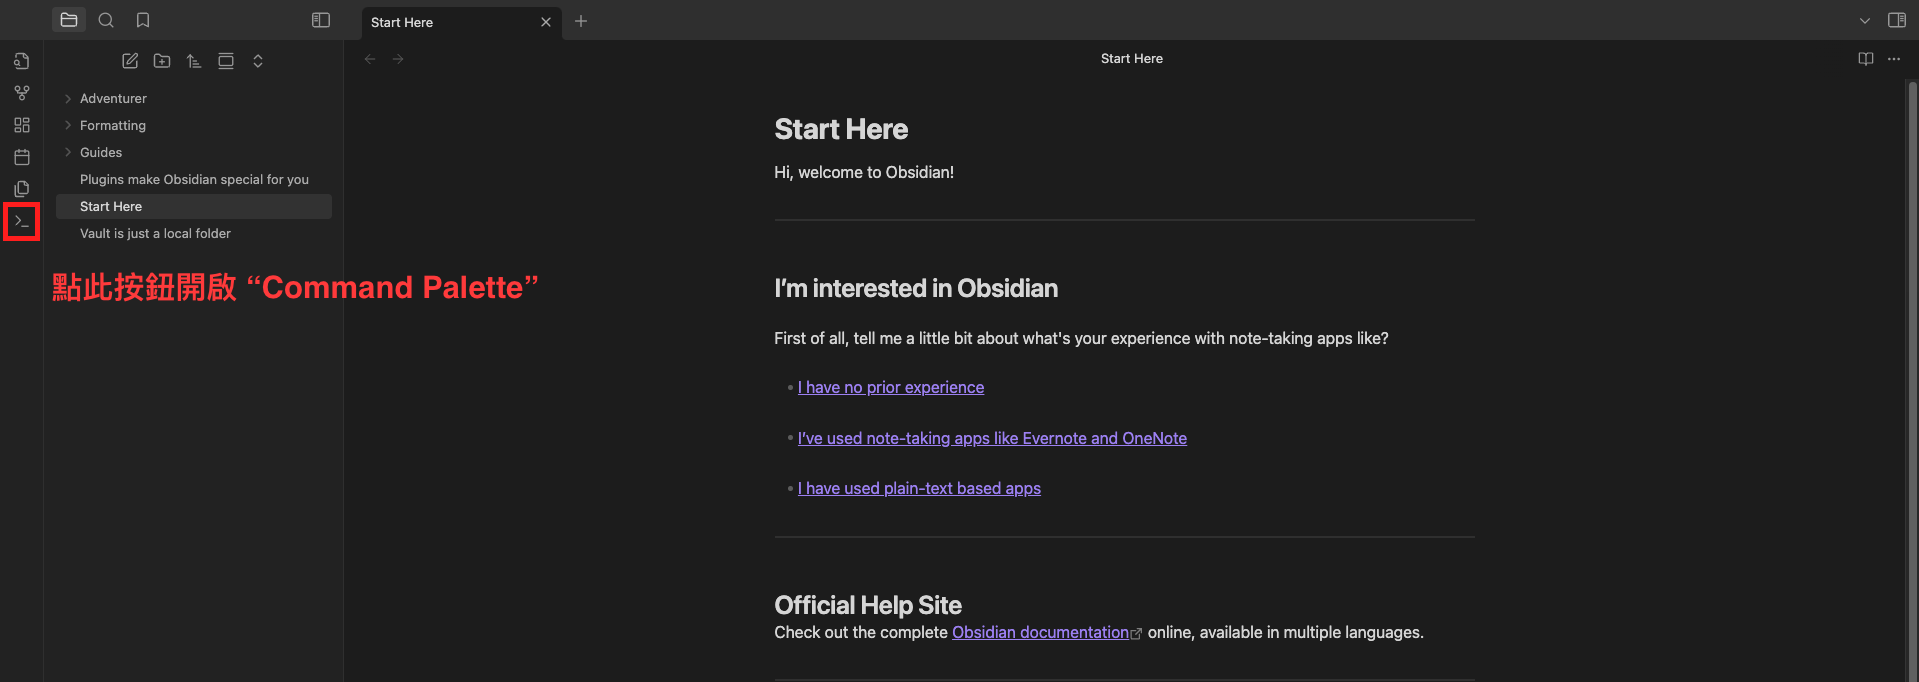 Start Here
Start Here
Adventurer
Formatting
Guides
Plugins make Obsidian special for you
Start Here
Vault is just a local folder
點此按鈕開啟 “Command Palette”
Start Here
Hi, welcome to Obsidian!
I’m interested in Obsidian
First of all, tell me a little bit about what's your experience with note-taking apps like?
I have no prior experience
I’ve used note-taking apps like Evernote and OneNote
I have used plain-text based apps
Official Help Site
Check out the complete Obsidian documentation online, available in multiple languages.